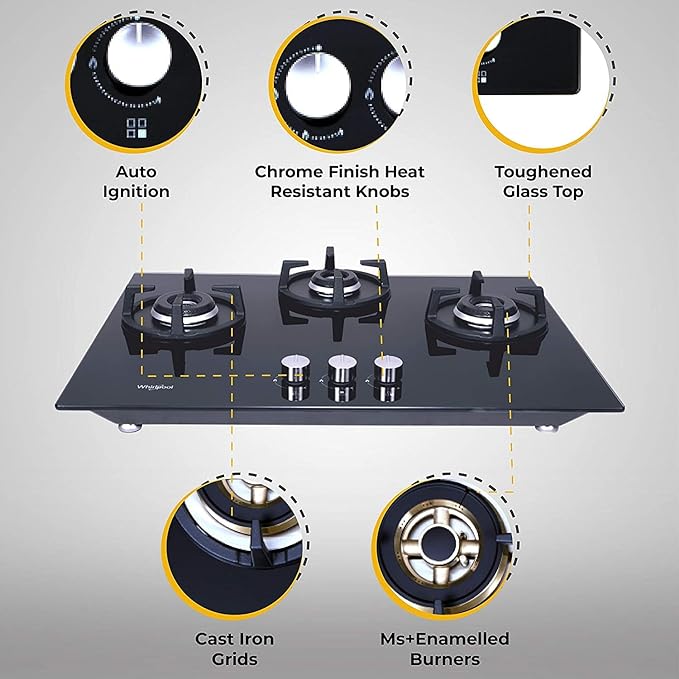 Auto
Ignition
Chrome Finish Heat
Resistant Knobs
Toughened
Glass Top
Whirlpool
Cast Iron
Grids
Ms+Enamelled
Burners